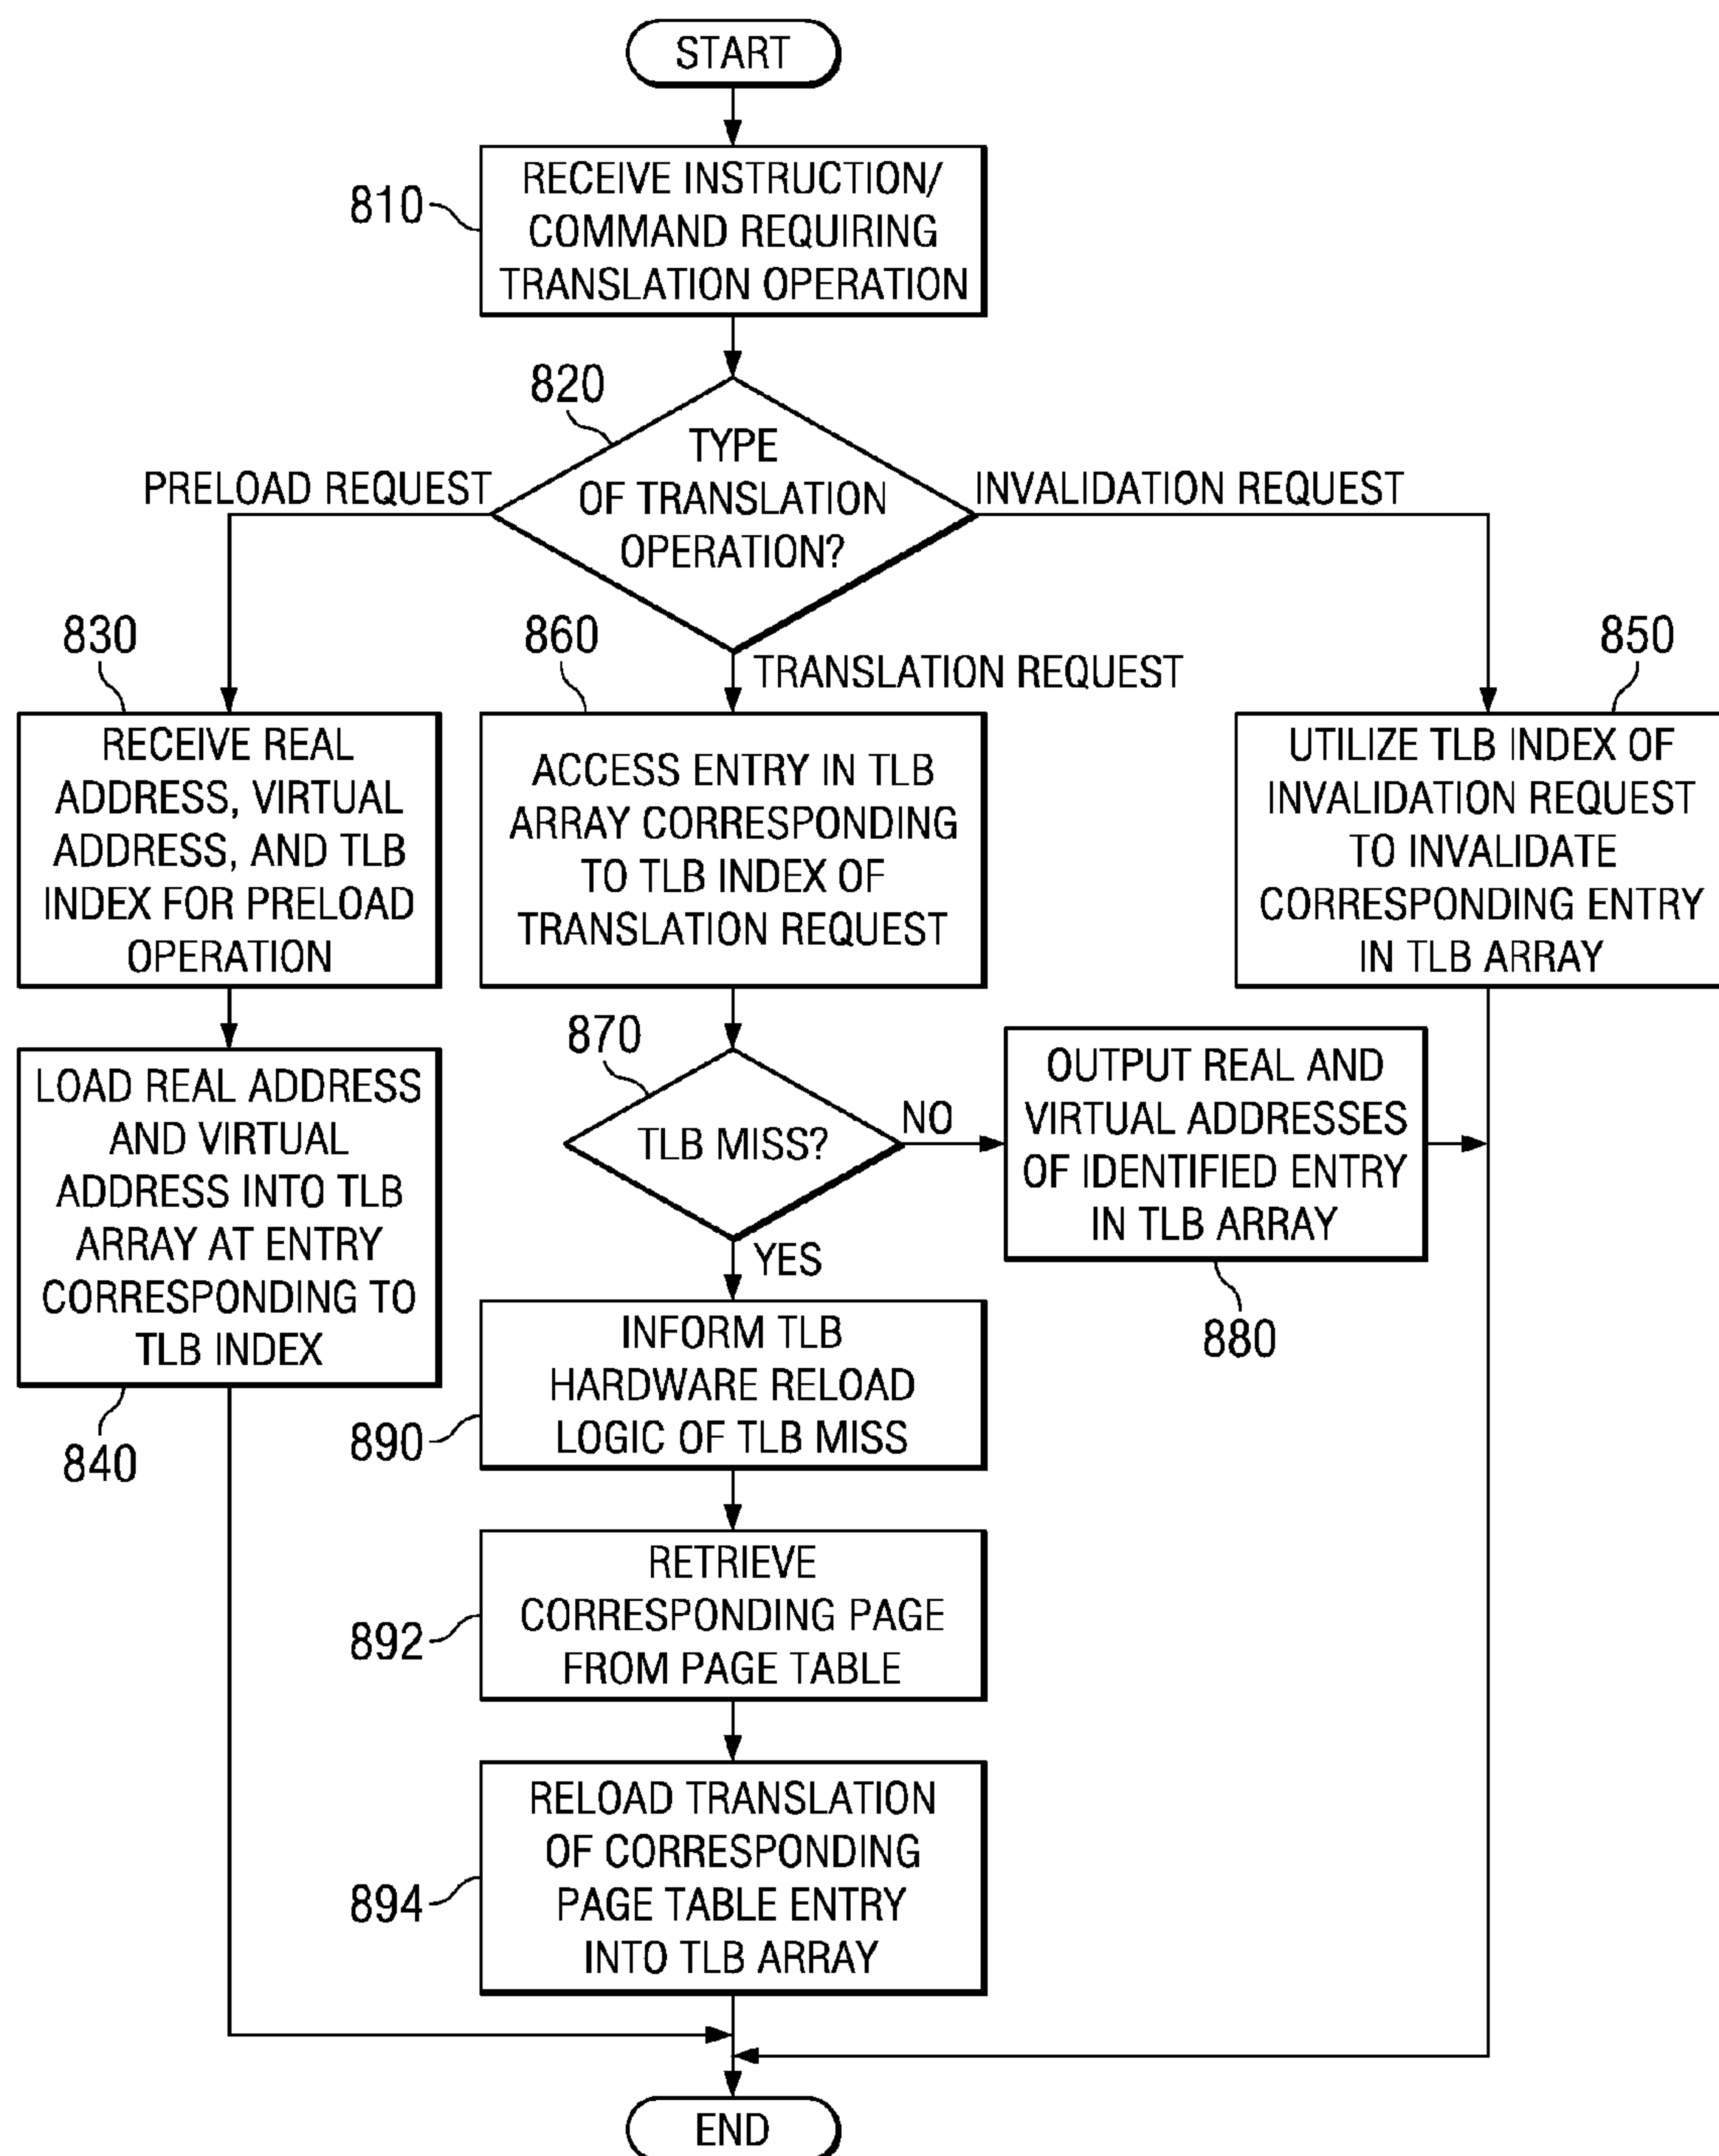 START
810
RECEIVE INSTRUCTION/
COMMAND REQUIRING
TRANSLATION OPERATION
820
TYPE
OF TRANSLATION
OPERATION?
PRELOAD REQUEST
INVALIDATION REQUEST
TRANSLATION REQUEST
830
RECEIVE REAL
ADDRESS, VIRTUAL
ADDRESS, AND TLB
INDEX FOR PRELOAD
OPERATION
860
ACCESS ENTRY IN TLB
ARRAY CORRESPONDING
TO TLB INDEX OF
TRANSLATION REQUEST
850
UTILIZE TLB INDEX OF
INVALIDATION REQUEST
TO INVALIDATE
CORRESPONDING ENTRY
IN TLB ARRAY
LOAD REAL ADDRESS
AND VIRTUAL
ADDRESS INTO TLB
ARRAY AT ENTRY
CORRESPONDING TO
TLB INDEX
840
870
TLB MISS?
NO
YES
OUTPUT REAL AND
VIRTUAL ADDRESSES
OF IDENTIFIED ENTRY
IN TLB ARRAY
880
INFORM TLB
HARDWARE RELOAD
LOGIC OF TLB MISS
890
RETRIEVE
CORRESPONDING PAGE
FROM PAGE TABLE
892
RELOAD TRANSLATION
OF CORRESPONDING
PAGE TABLE ENTRY
INTO TLB ARRAY
894
END